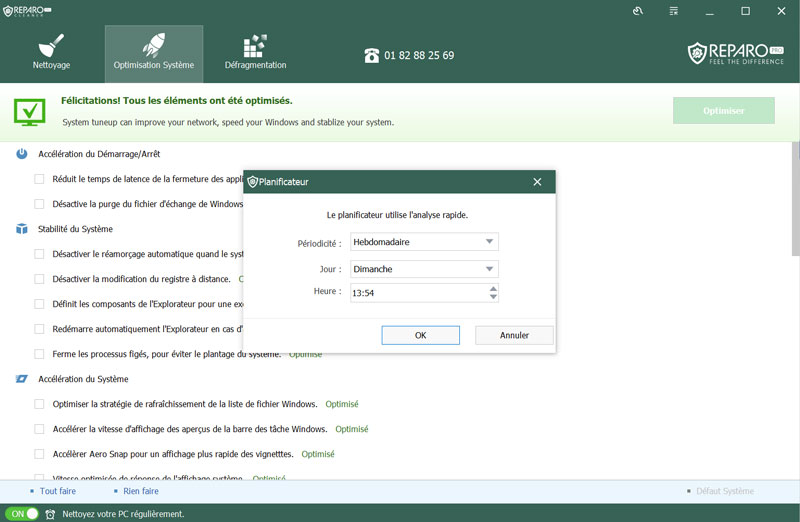 REPARO PRO
CLEANER
Nettoyage
Optimisation Système
Défragmentation
01 82 88 25 69
REPARO PRO
FEEL THE DIFFERENCE
Félicitations! Tous les éléments ont été optimisés.
System tuneup can improve your network, speed your Windows and stablize your system.
Optimiser
Accélération du Démarrage/Arrêt
Réduit le temps de latence de la fermeture des appli
Désactive la purge du fichier d'échange de Windows
Stabilité du Système
Désactiver le réamorçage automatique quand le syst
Désactiver la modification du registre à distance.
Définit les composants de l'Explorateur pour une exé
Redémarre automatiquement l'Explorateur en cas d'
Ferme les processus figés, pour éviter le plantage du système. Optimisé
Planificateur
Le planificateur utilise l'analyse rapide.
Périodicité : Hebdomadaire
Jour : Dimanche
Heure : 13:54
OK Annuler
Accélération du Système
Optimiser la stratégie de rafraîchissement de la liste de fichier Windows. Optimisé
Accélérer la vitesse d'affichage des aperçus de la barre des tâche Windows. Optimisé
Accélèrer Aero Snap pour un affichage plus rapide des vignetttes. Optimisé
Vitesse optimisée de réponse de l'affichage système. Optimisé
Tout faire Rien faire Défaut Système
ON Nettoyez votre PC régulièrement.